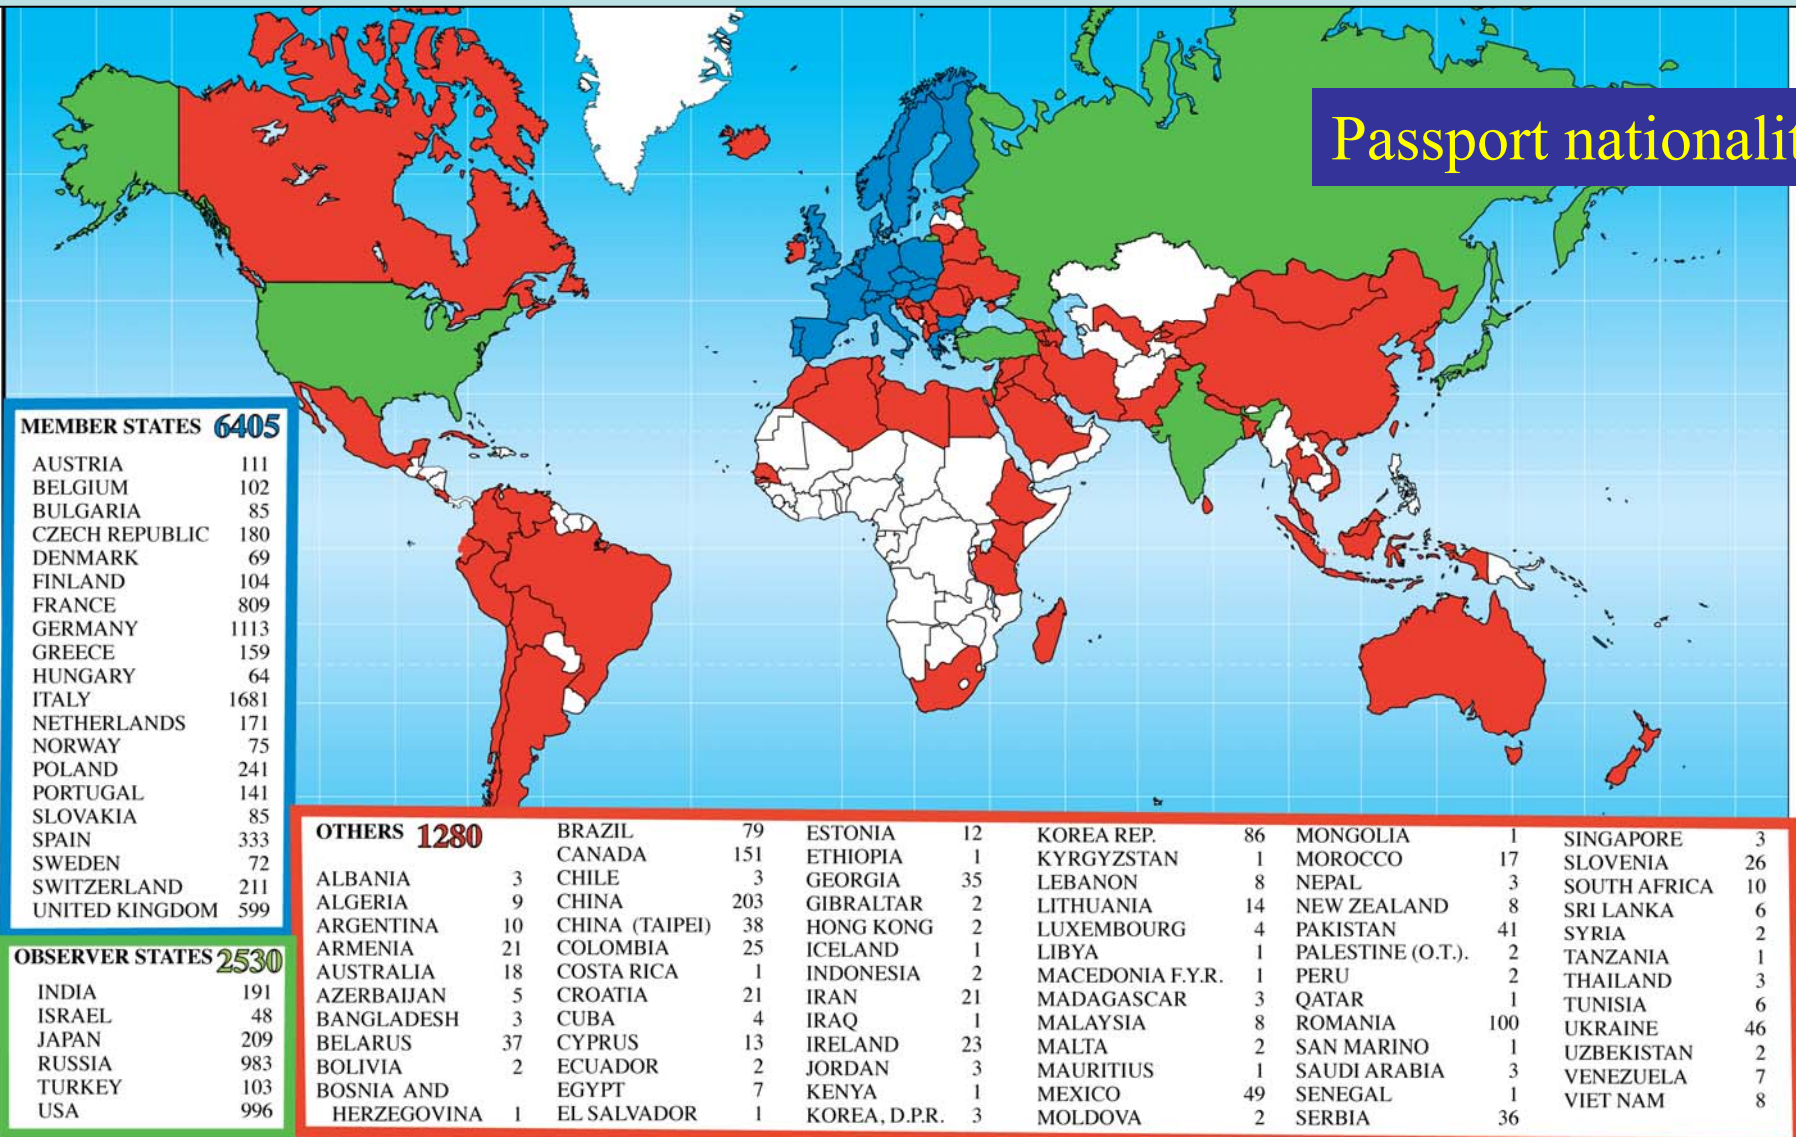 Passport nationalit
MEMBER STATES 6405
AUSTRIA 111
BELGIUM 102
BULGARIA 85
CZECH REPUBLIC 180
DENMARK 69
FINLAND 104
FRANCE 809
GERMANY 1113
GREECE 159
HUNGARY 64
ITALY 1681
NETHERLANDS 171
NORWAY 75
POLAND 241
PORTUGAL 141
SLOVAKIA 85
SPAIN 333
SWEDEN 72
SWITZERLAND 211
UNITED KINGDOM 599
OBSERVER STATES 2530
INDIA 191
ISRAEL 48
JAPAN 209
RUSSIA 983
TURKEY 103
USA 996
OTHERS 1280
ALBANIA 3
ALGERIA 9
ARGENTINA 10
ARMENIA 21
AUSTRALIA 18
AZERBAIJAN 5
BANGLADESH 3
BELARUS 37
BOLIVIA 2
BOSNIA AND
HERZEGOVINA 1
BRAZIL 79
CANADA 151
CHILE 3
CHINA 203
CHINA (TAIPEI) 38
COLOMBIA 25
COSTA RICA 1
CROATIA 21
CUBA 4
CYPRUS 13
ECUADOR 2
EGYPT 7
EL SALVADOR 1
ESTONIA 12
ETHIOPIA 1
GEORGIA 35
GIBRALTAR 2
HONG KONG 2
ICELAND 1
INDONESIA 2
IRAN 21
IRAQ 1
IRELAND 23
JORDAN 3
KENYA 1
KOREA, D.P.R. 3
KOREA REP. 86
KYRGYZSTAN 1
LEBANON 8
LITHUANIA 14
LUXEMBOURG 4
LIBYA 1
MACEDONIA F.Y.R. 1
MADAGASCAR 3
MALAYSIA 8
MALTA 2
MAURITIUS 1
MEXICO 49
MOLDOVA 2
MONGOLIA 1
MOROCCO 17
NEPAL 3
NEW ZEALAND 8
PAKISTAN 41
PALESTINE (O.T.). 2
PERU 2
QATAR 1
ROMANIA 100
SAN MARINO 1
SAUDI ARABIA 3
SENEGAL 1
SERBIA 36
SINGAPORE 3
SLOVENIA 26
SOUTH AFRICA 10
SRI LANKA 6
SYRIA 2
TANZANIA 1
THAILAND 3
TUNISIA 6
UKRAINE 46
UZBEKISTAN 2
VENEZUELA 7
VIET NAM 8